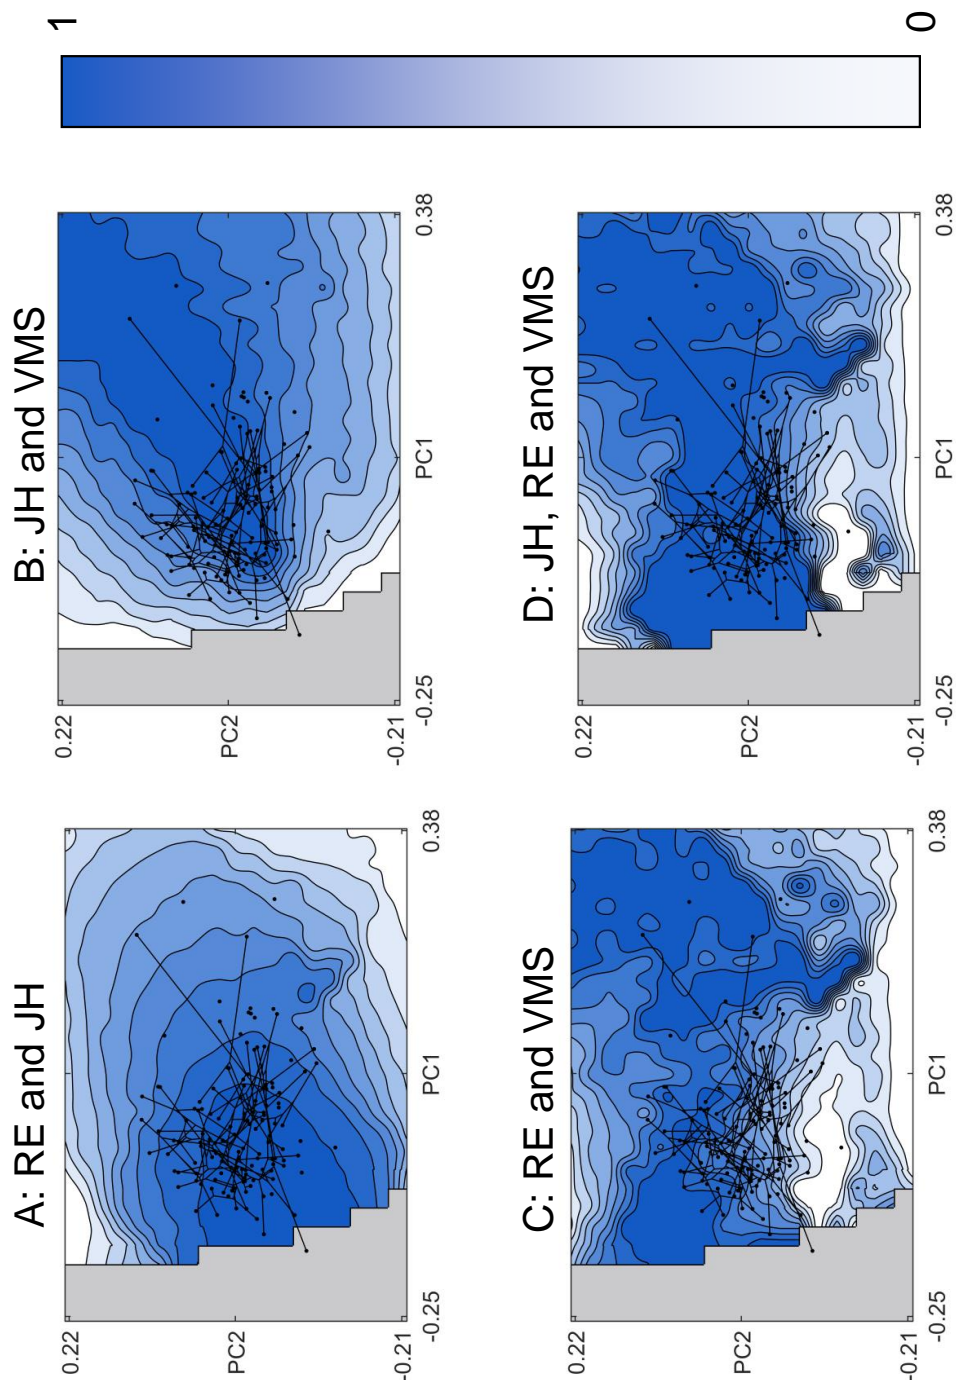 A: RE and JH
0.22
PC2
-0.21
-0.25
PC1
0.38
B: JH and VMS
0.22
PC2
-0.21
-0.25
PC1
0.38
C: RE and VMS
0.22
PC2
-0.21
-0.25
PC1
0.38
D: JH, RE and VMS
0.22
PC2
-0.21
-0.25
PC1
0.38
1
0